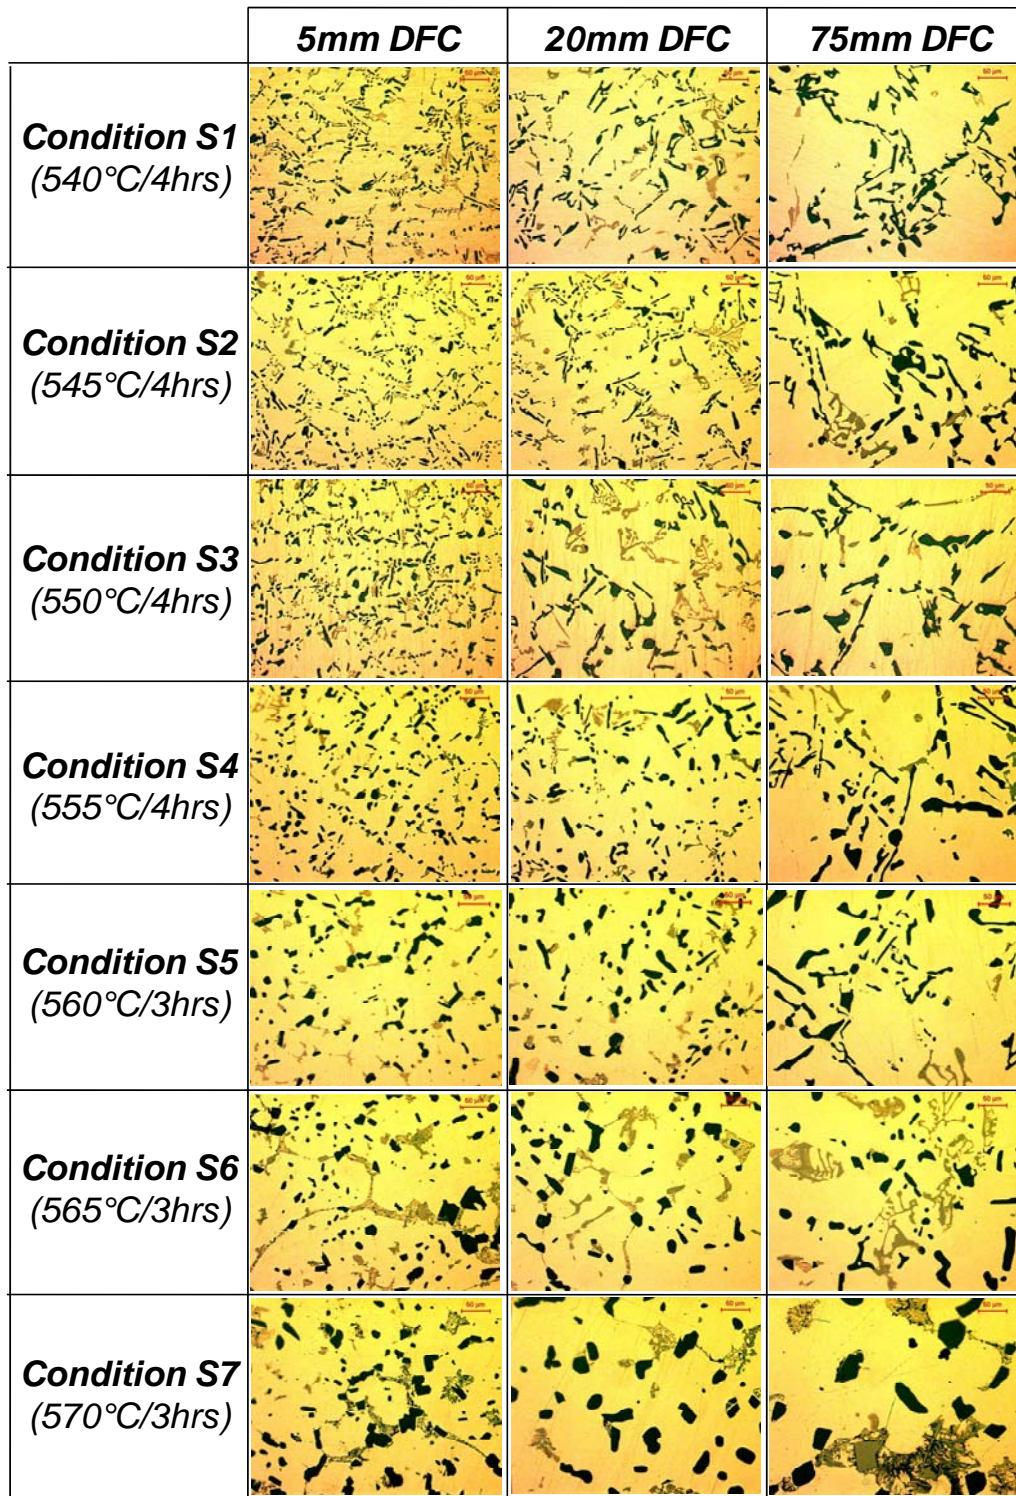 5mm DFC 20mm DFC 75mm DFC
Condition S1
(540°C/4hrs)
Condition S2
(545°C/4hrs)
Condition S3
(550°C/4hrs)
Condition S4
(555°C/4hrs)
Condition S5
(560°C/3hrs)
Condition S6
(565°C/3hrs)
Condition S7
(570°C/3hrs)